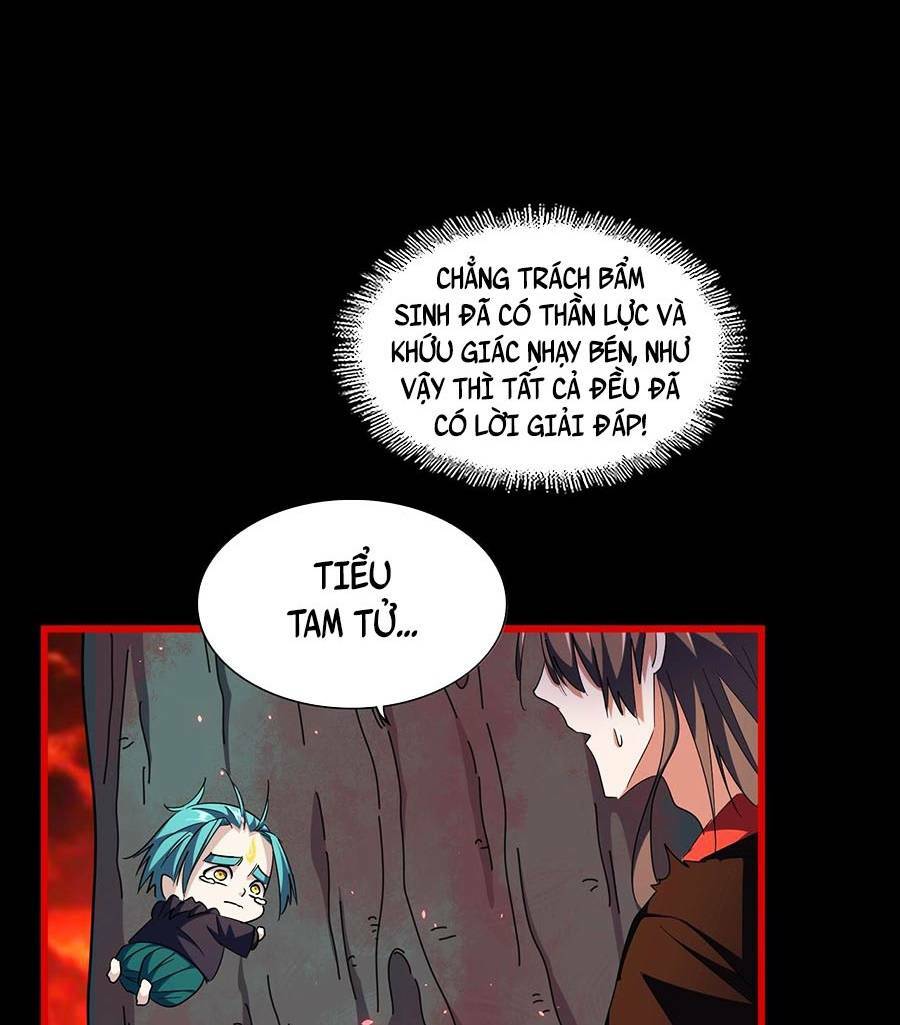 CHẲNG TRÁCH BẨM
SINH ĐÃ CÓ THẦN LỰC VÀ
KHỨU GIÁC NHẠY BÉN, NHƯ
VẬY THÌ TẤT CẢ ĐỀU ĐÃ
CÓ LỜI GIẢI ĐÁP!
TIỂU
TAM TỬ...